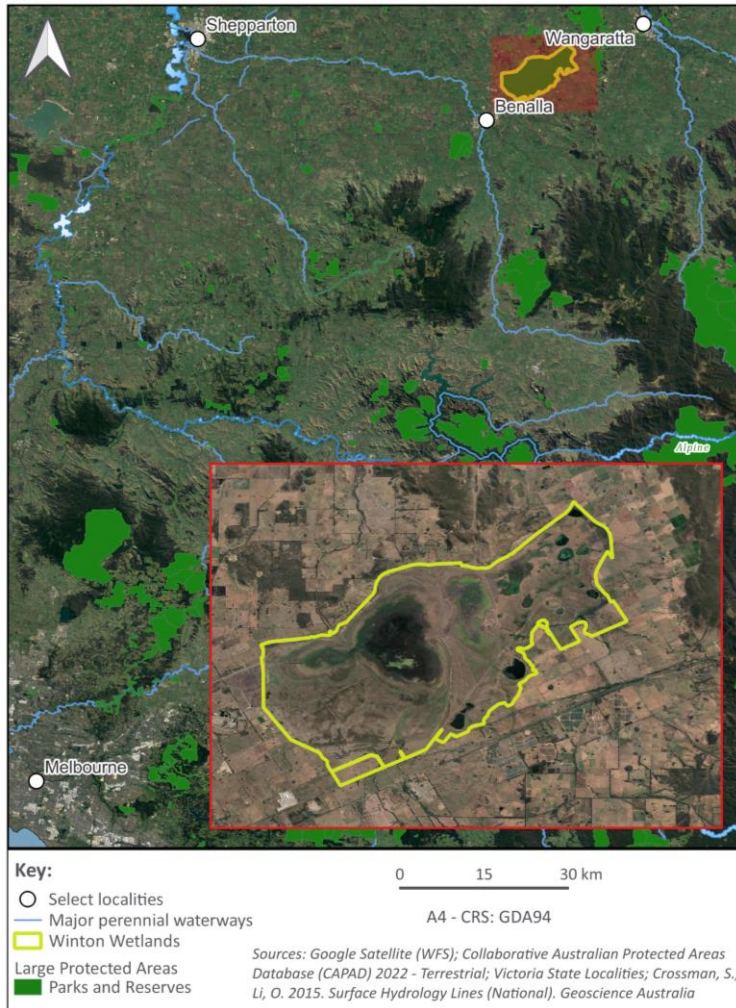 Shepparton
Wangaratta
Benalla
Alpine
Melbourne
Key:
Select localities
Major perennial waterways
Winton Wetlands
Large Protected Areas
Parks and Reserves
0 15 30 km
A4 - CRS: GDA94
Sources: Google Satellite (WFS); Collaborative Australian Protected Areas
Database (CAPAD) 2022 - Terrestrial; Victoria State Localities; Crossman, S.,
Li, O. 2015. Surface Hydrology Lines (National). Geoscience Australia